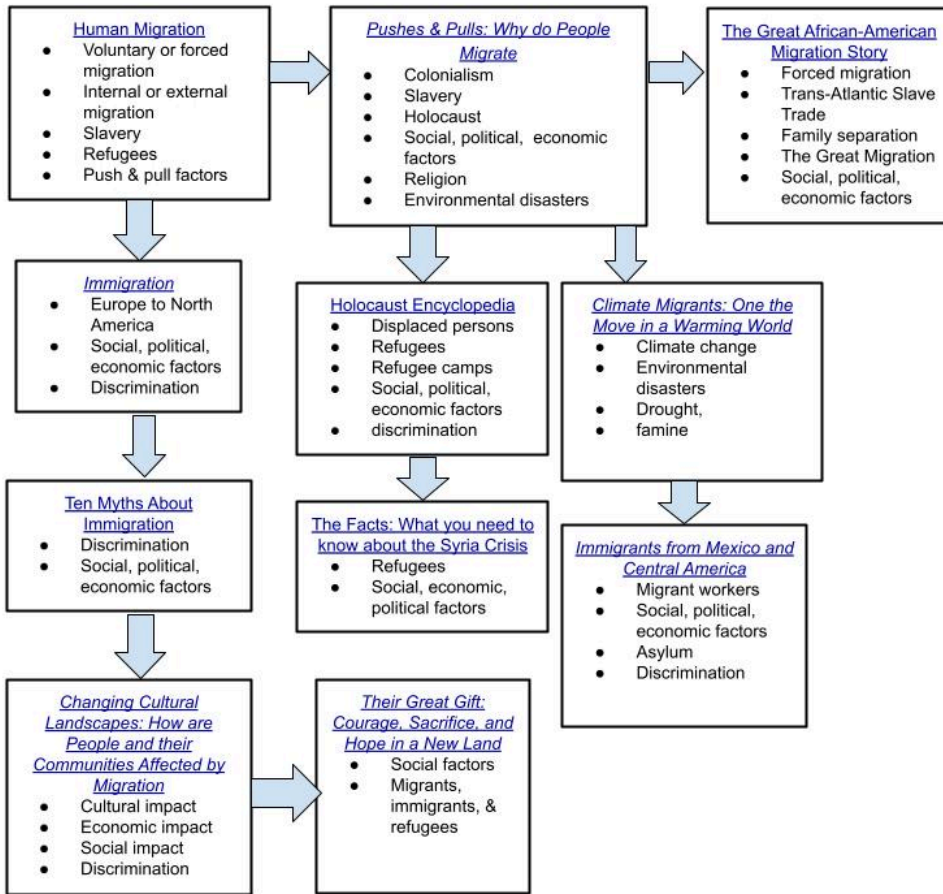 Human Migration
● Voluntary or forced
migration
● Internal or external
migration
● Slavery
● Refugees
● Push & pull factors
Pushes & Pulls: Why do People
Migrate
● Colonialism
● Slavery
● Holocaust
● Social, political, economic
factors
● Religion
● Environmental disasters
The Great African-American
Migration Story
● Forced migration
● Trans-Atlantic Slave
Trade
● Family separation
● The Great Migration
● Social, political,
economic factors
Immigration
● Europe to North
America
● Social, political,
economic factors
● Discrimination
Holocaust Encyclopedia
● Displaced persons
● Refugees
● Refugee camps
● Social, political,
economic factors
● discrimination
Climate Migrants: One the
Move in a Warming World
● Climate change
● Environmental
disasters
● Drought,
● famine
Ten Myths About
Immigration
● Discrimination
● Social, political,
economic factors
The Facts: What you need to
know about the Syria Crisis
● Refugees
● Social, economic,
political factors
Immigrants from Mexico and
Central America
● Migrant workers
● Social, political,
economic factors
● Asylum
● Discrimination
Changing Cultural
Landscapes: How are
People and their
Communities Affected by
Migration
● Cultural impact
● Economic impact
● Social impact
● Discrimination
Their Great Gift:
Courage, Sacrifice, and
Hope in a New Land
● Social factors
● Migrants,
immigrants, &
refugees